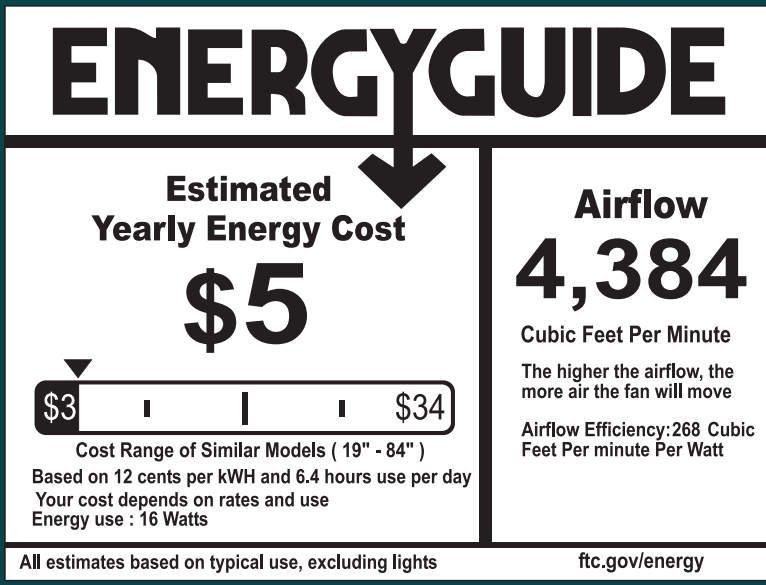 ENERGYGUIDE
Estimated
Yearly Energy Cost
$5
$3
$34
Cost Range of Similar Models ( 19" - 84" )
Based on 12 cents per kWH and 6.4 hours use per day
Your cost depends on rates and use
Energy use : 16 Watts
Airflow
4,384
Cubic Feet Per Minute
The higher the airflow, the
more air the fan will move
Airflow Efficiency:268 Cubic
Feet Per minute Per Watt
All estimates based on typical use, excluding lights
ftc.gov/energy